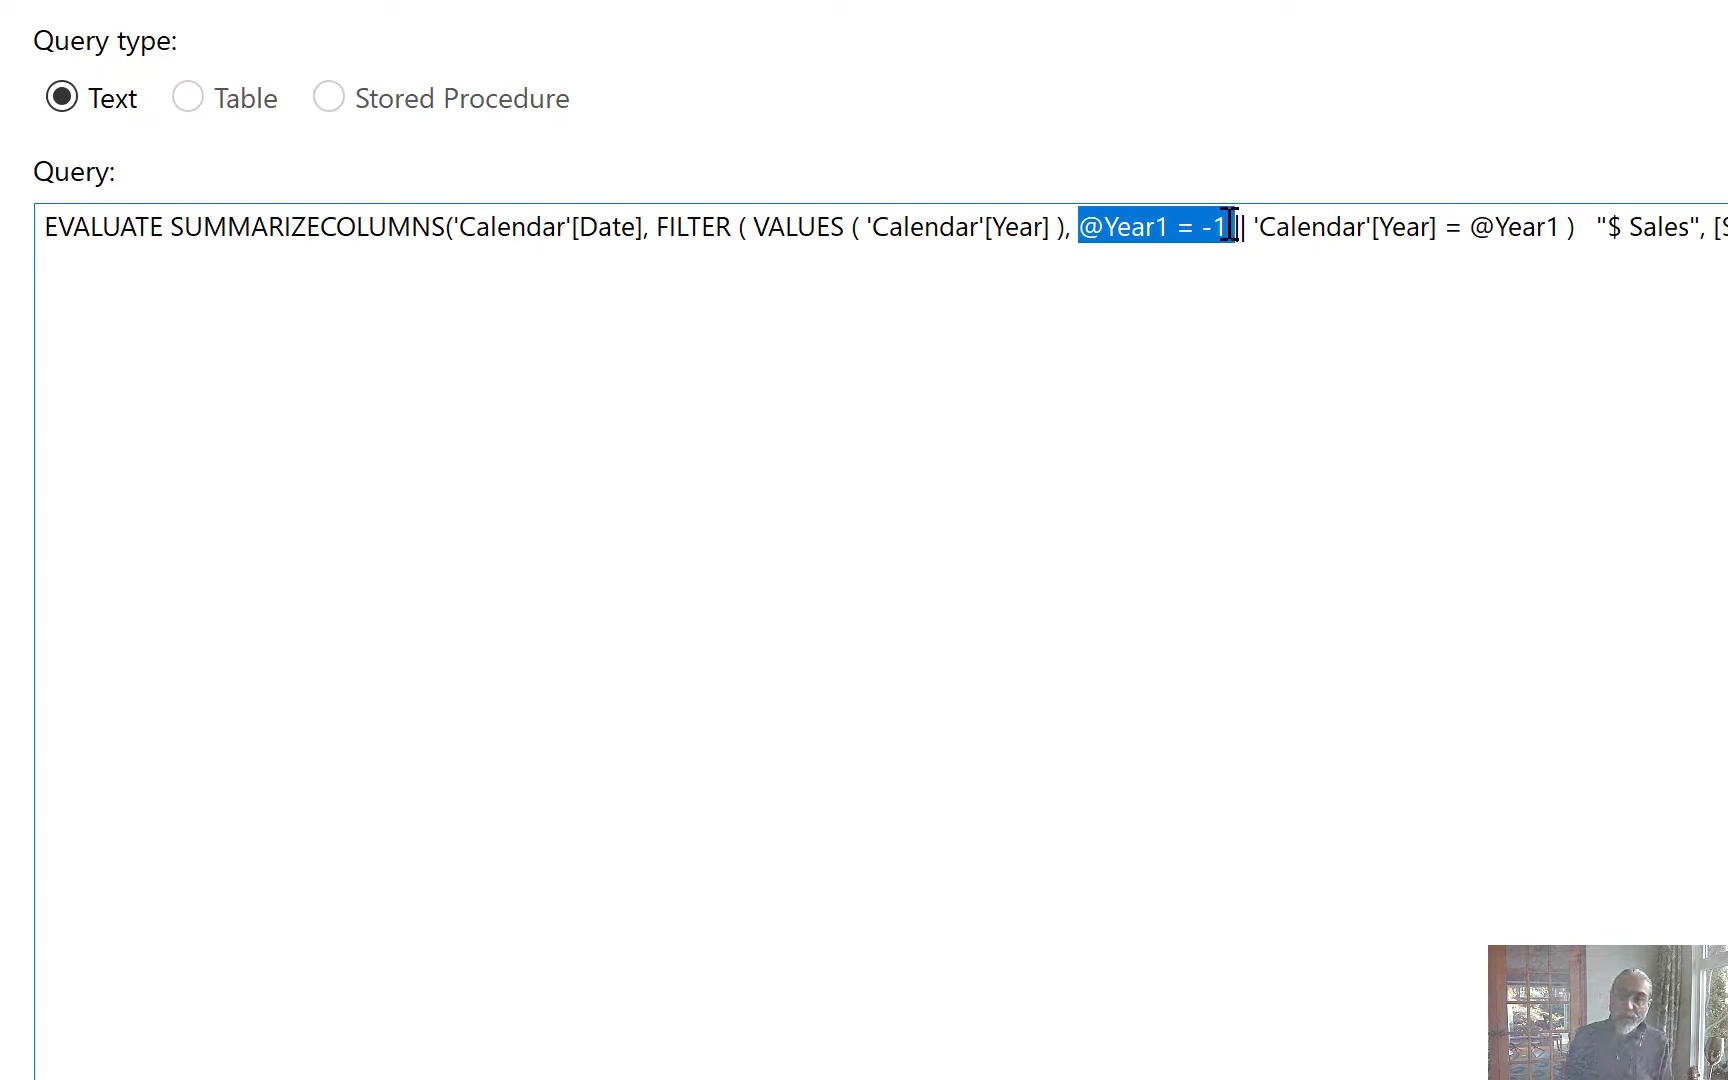 Query type:
Text Table Stored Procedure
Query:
EVALUATE SUMMARIZECOLUMNS('Calendar'[Date], FILTER ( VALUES ( 'Calendar'[Year] ), @Year1 = -1 || 'Calendar'[Year] = @Year1 )   "$ Sales", [S